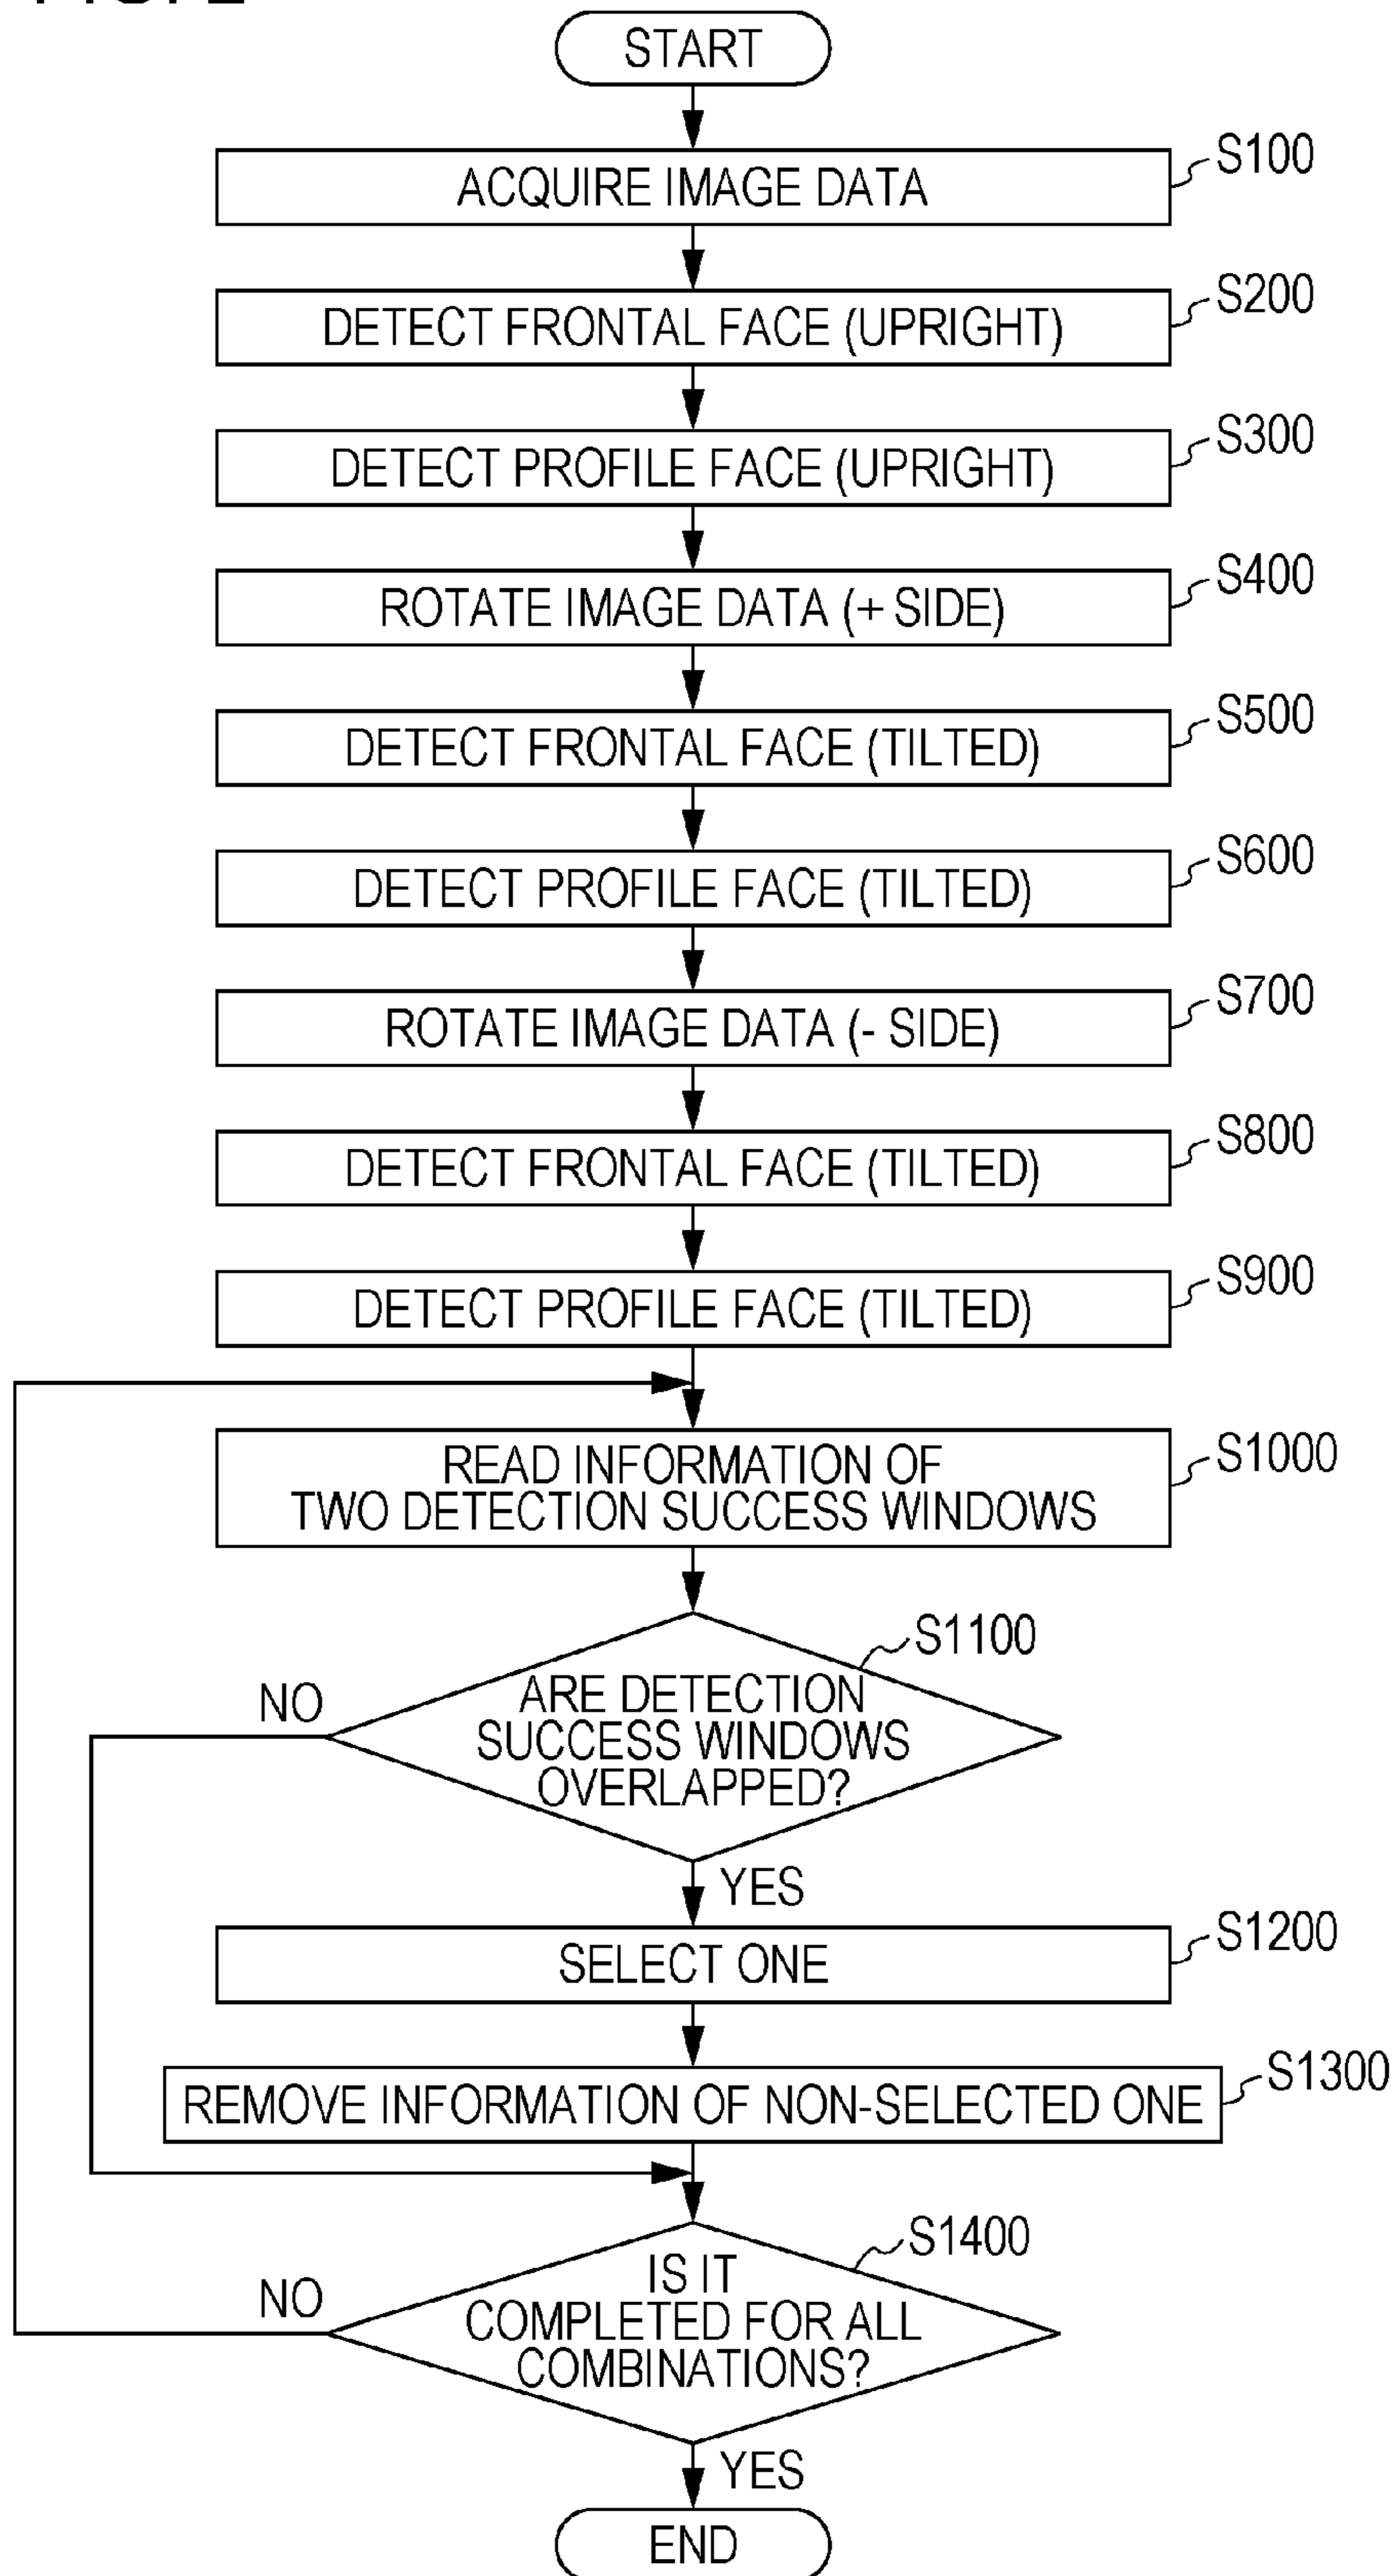 START
S100
ACQUIRE IMAGE DATA
S200
DETECT FRONTAL FACE (UPRIGHT)
S300
DETECT PROFILE FACE (UPRIGHT)
S400
ROTATE IMAGE DATA (+ SIDE)
S500
DETECT FRONTAL FACE (TILTED)
S600
DETECT PROFILE FACE (TILTED)
S700
ROTATE IMAGE DATA (- SIDE)
S800
DETECT FRONTAL FACE (TILTED)
S900
DETECT PROFILE FACE (TILTED)
S1000
READ INFORMATION OF
TWO DETECTION SUCCESS WINDOWS
S1100
ARE DETECTION
SUCCESS WINDOWS
OVERLAPPED?
NO
YES
S1200
SELECT ONE
S1300
REMOVE INFORMATION OF NON-SELECTED ONE
S1400
IS IT
COMPLETED FOR ALL
COMBINATIONS?
NO
YES
END